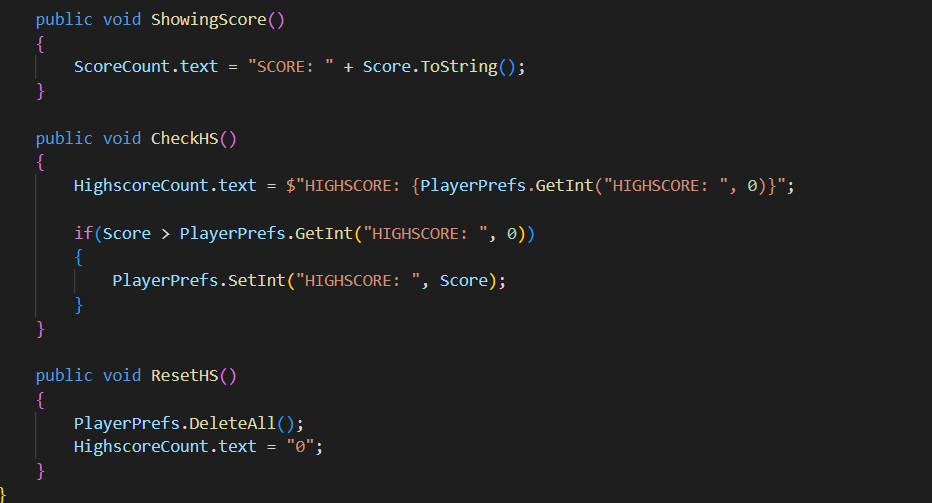 public void ShowingScore()
{
ScoreCount.text = "SCORE: " + Score.ToString();
}
public void CheckHS()
{
HighscoreCount.text = $"HIGHSCORE: {PlayerPrefs.GetInt("HIGHSCORE: ", 0)}";
if(Score > PlayerPrefs.GetInt("HIGHSCORE: ", 0))
{
PlayerPrefs.SetInt("HIGHSCORE: ", Score);
}
}
public void ResetHS()
{
PlayerPrefs.DeleteAll();
HighscoreCount.text = "0";
}
}